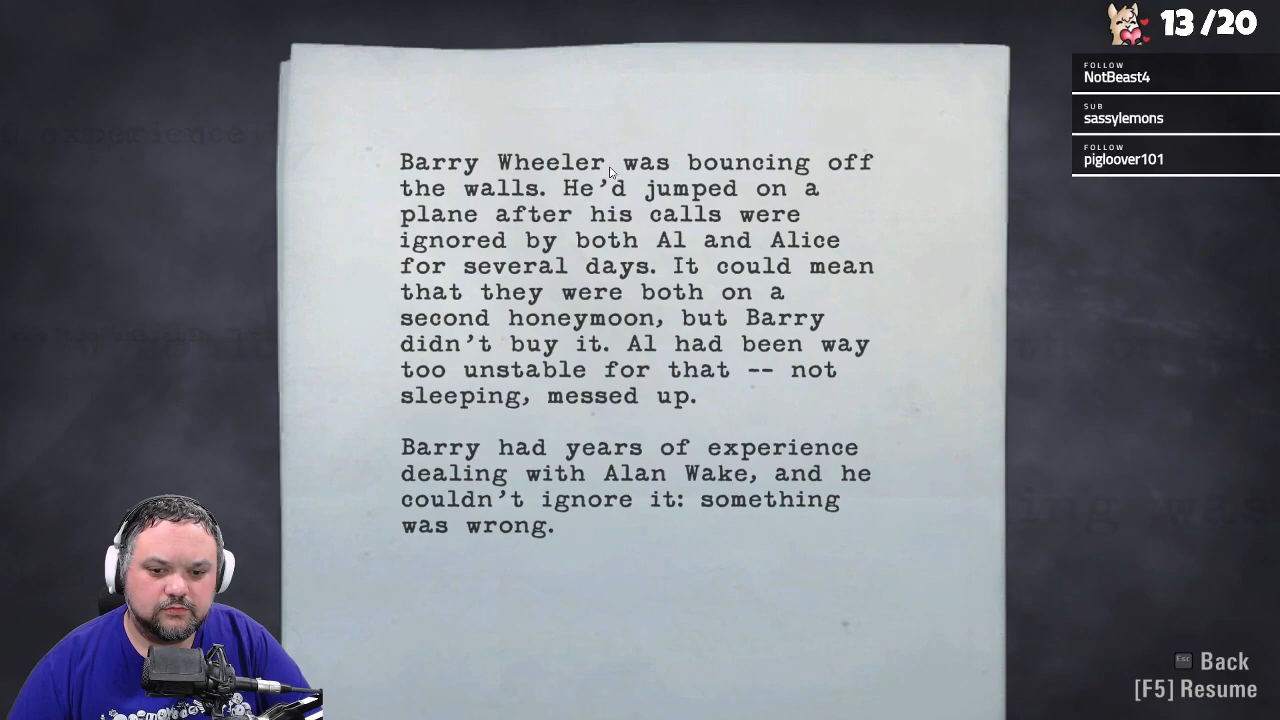 13/20
FOLLOW
NotBeast4
SUB
sassylemons
FOLLOW
pigloover101
Barry Wheeler was bouncing off
the walls. He'd jumped on a
plane after his calls were
ignored by both Al and Alice
for several days. It could mean
that they were both on a
second honeymoon, but Barry
didn't buy it. Al had been way
too unstable for that -- not
sleeping, messed up.
Barry had years of experience
dealing with Alan Wake, and he
couldn't ignore it: something
was wrong.
Esc Back
[F5] Resume